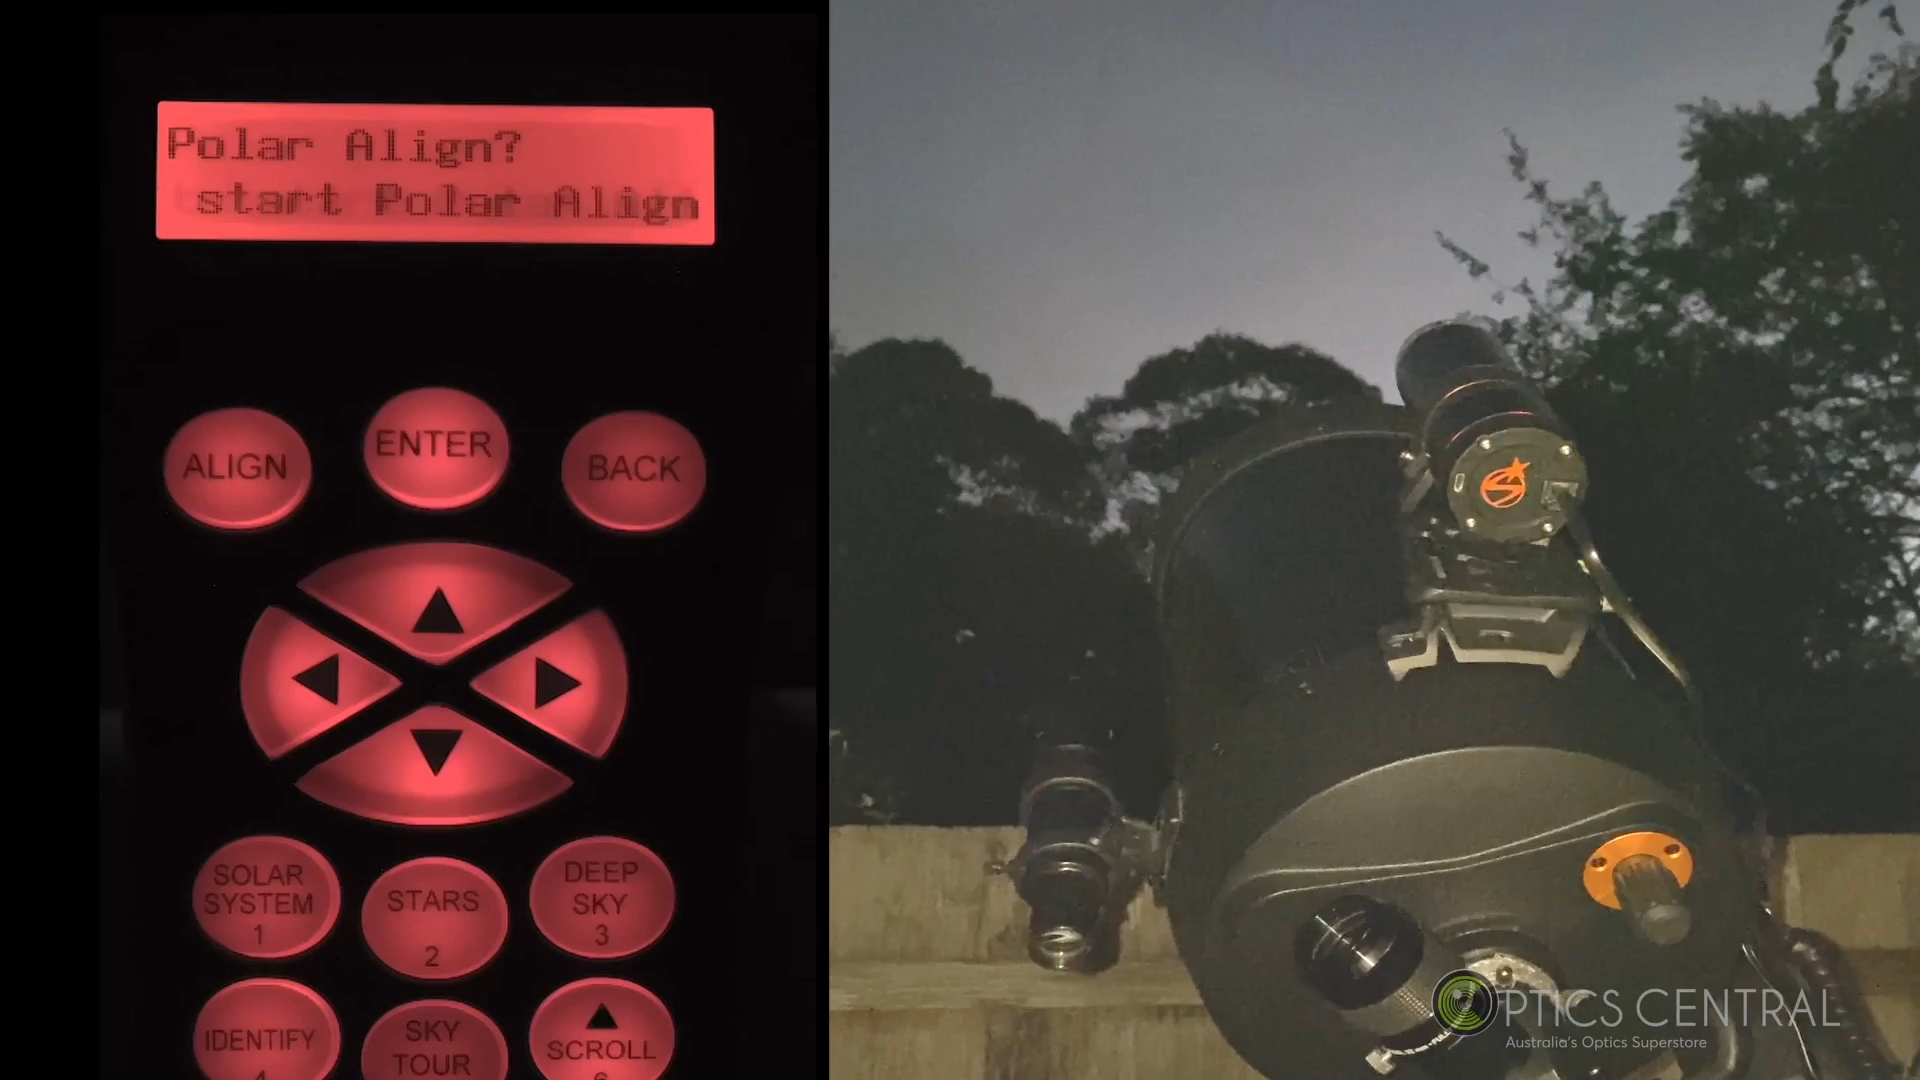 Polar Align?
start Polar Align
ALIGN
ENTER
BACK
SOLAR
SYSTEM
1
STARS
2
DEEP
SKY
3
IDENTIFY
SKY
TOUR
SCROLL
OPTICS CENTRAL
Australia's Optics Superstore